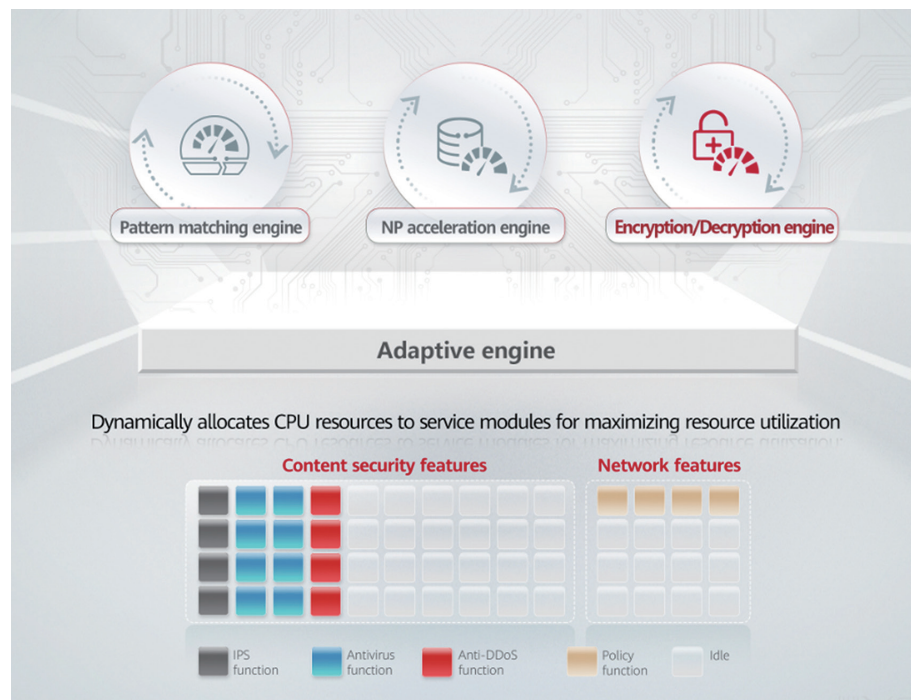 Pattern matching engine
NP acceleration engine
Encryption/Decryption engine
Adaptive engine
Dynamically allocates CPU resources to service modules for maximizing resource utilization
Content security features
Network features
IPS
function
Antivirus
function
Anti-DDoS
function
Policy
function
Idle